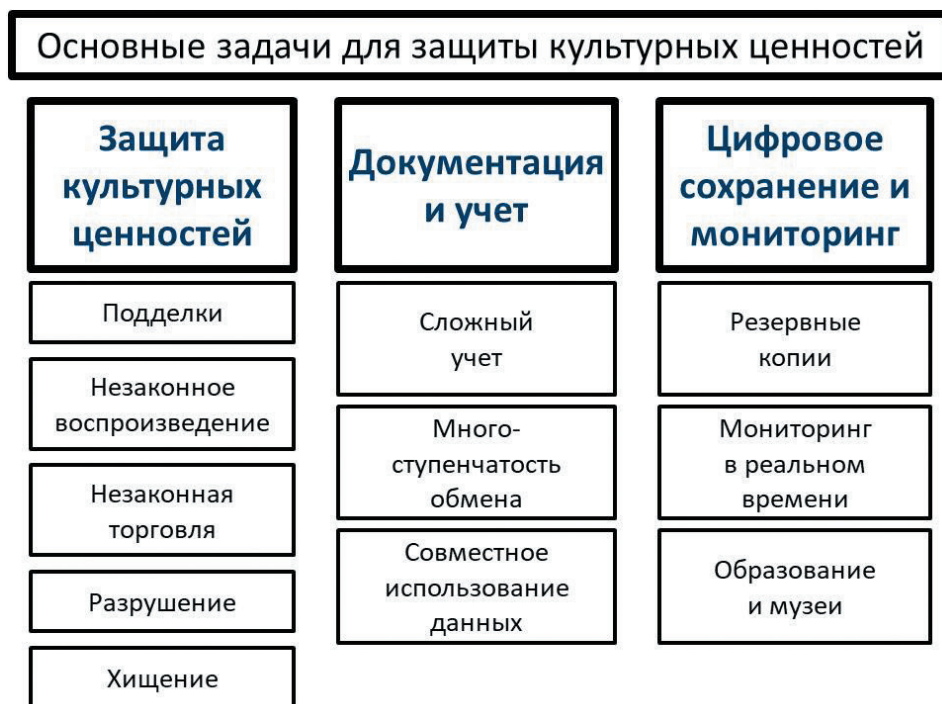 Основные задачи для защиты культурных ценностей
Защита
культурных
ценностей
Подделки
Незаконное
воспроизведение
Незаконная
торговля
Разрушение
Хищение
Документация
и учет
Сложный
учет
Много-
ступенчатость
обмена
Совместное
использование
данных
Цифровое
сохранение и
мониторинг
Резервные
копии
Мониторинг
в реальном
времени
Образование
и музеи